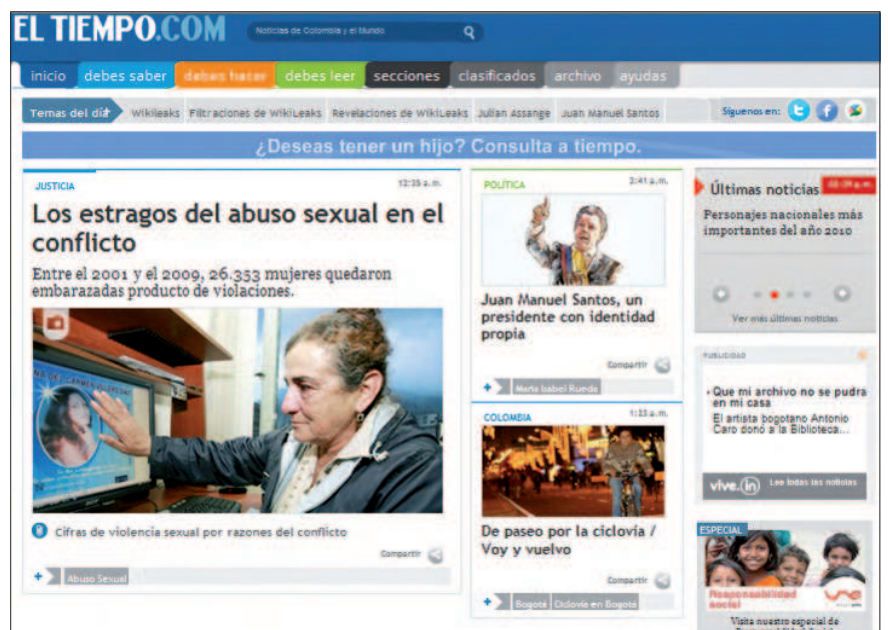 EL TIEMPO.COM
Noticias de Colombia y el Mundo
inicio debes saber debes hacer debes leer secciones clasificados archivo ayudas
Temas del día Wikileaks Filtraciones de WikiLeaks Revelaciones de WikiLeaks Julian Assange Juan Manuel Santos
Síguenos en:
¿Deseas tener un hijo? Consulta a tiempo.
JUSTICIA
Los estragos del abuso sexual en el
conflicto
Entre el 2001 y el 2009, 26.353 mujeres quedaron
embarazadas producto de violaciones.
Cifras de violencia sexual por razones del conflicto
Compartir
Abuso Sexual
POLÍTICA 2:41 a.m.
Juan Manuel Santos, un
presidente con identidad
propia
Compartir
María Isabel Rueda
COLOMBIA 1:23 a.m.
De paseo por la ciclovía /
Voy y vuelvo
Compartir
Bogotá Ciclovía en Bogotá
Últimas noticias
Personajes nacionales más
importantes del año 2010
Ver más últimas noticias
PUBLICIDAD
Que mi archivo no se pudra
en mi casa
El artista bogotano Antonio
Caro donó a la Biblioteca...
vive.in Lee todas las noticias
ESPECIAL
Responsabilidad
social
une
Visita nuestro especial de